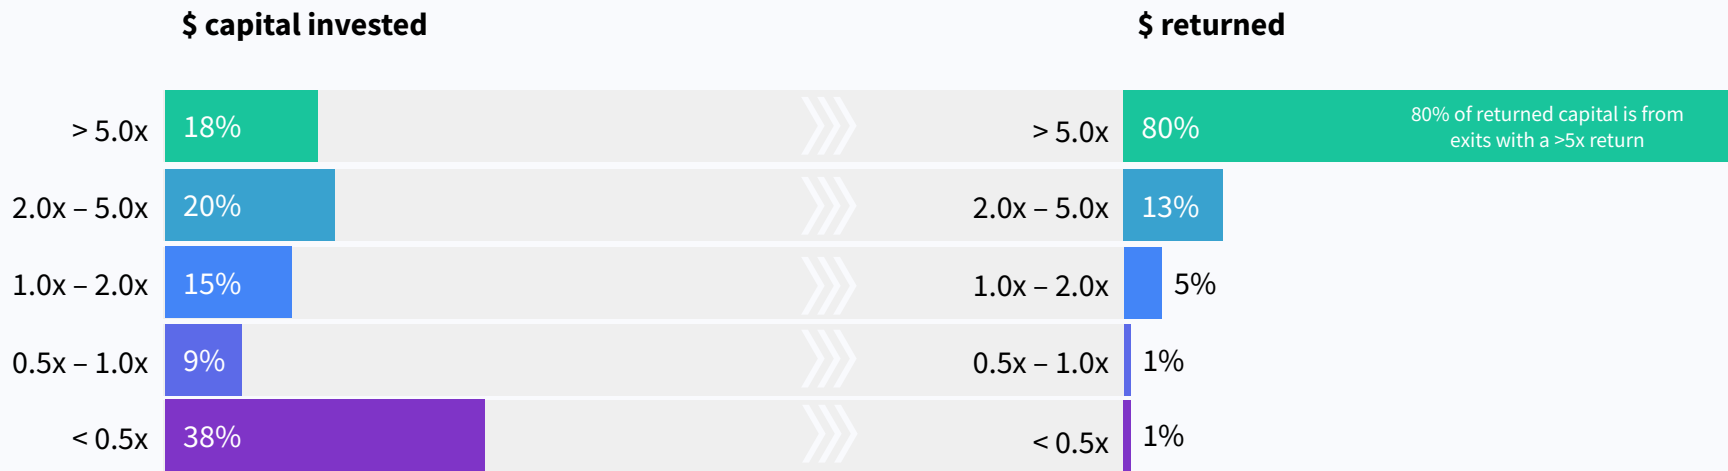 $ capital invested
$ returned
> 5.0x
18%
> 5.0x
80%
80% of returned capital is from
exits with a >5x return
2.0x – 5.0x
20%
2.0x – 5.0x
13%
1.0x – 2.0x
15%
1.0x – 2.0x
5%
0.5x – 1.0x
9%
0.5x – 1.0x
1%
< 0.5x
38%
< 0.5x
1%